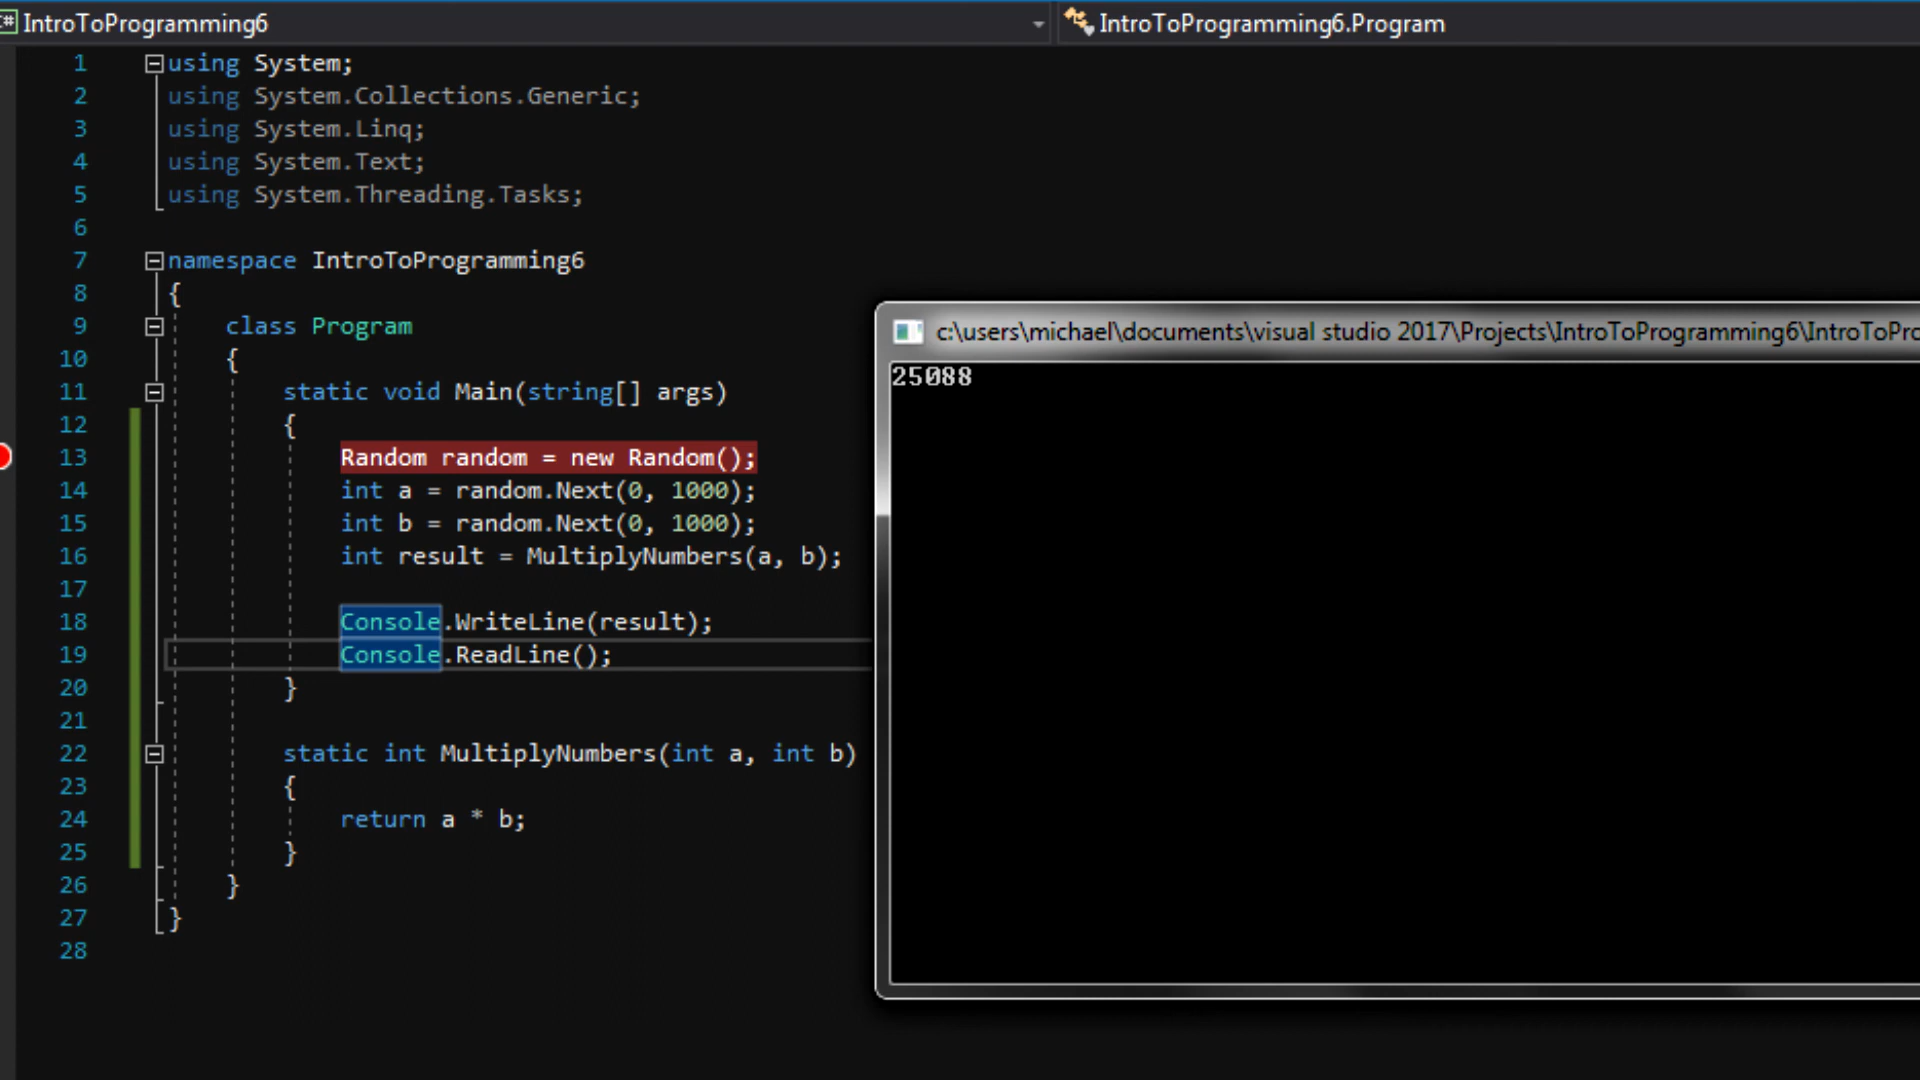 IntroToProgramming6
IntroToProgramming6.Program
1 using System;
2 using System.Collections.Generic;
3 using System.Linq;
4 using System.Text;
5 using System.Threading.Tasks;
6
7 namespace IntroToProgramming6
8 {
9 class Program
10 {
11 static void Main(string[] args)
12 {
13 Random random = new Random();
14 int a = random.Next(0, 1000);
15 int b = random.Next(0, 1000);
16 int result = MultiplyNumbers(a, b);
17
18 Console.WriteLine(result);
19 Console.ReadLine();
20 }
21
22 static int MultiplyNumbers(int a, int b)
23 {
24 return a * b;
25 }
26 }
27 }
28
c:\users\michael\documents\visual studio 2017\Projects\IntroToProgramming6\IntroToPro
25088